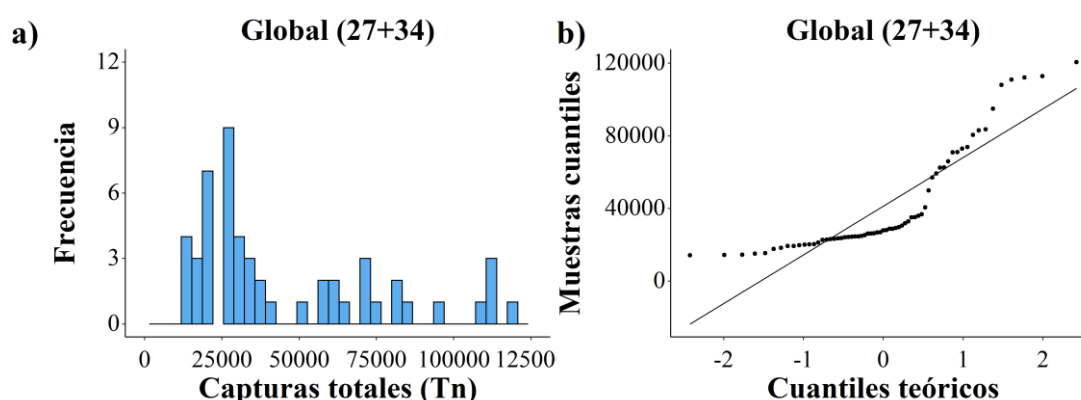 a)
Global (27+34)
Frecuencia
12
9
6
3
0
0
25000
50000
75000
100000
125000
Capturas totales (Tn)
b)
Global (27+34)
Muestras cuantiles
120000
80000
40000
0
-2
-1
0
1
2
Cuantiles teóricos